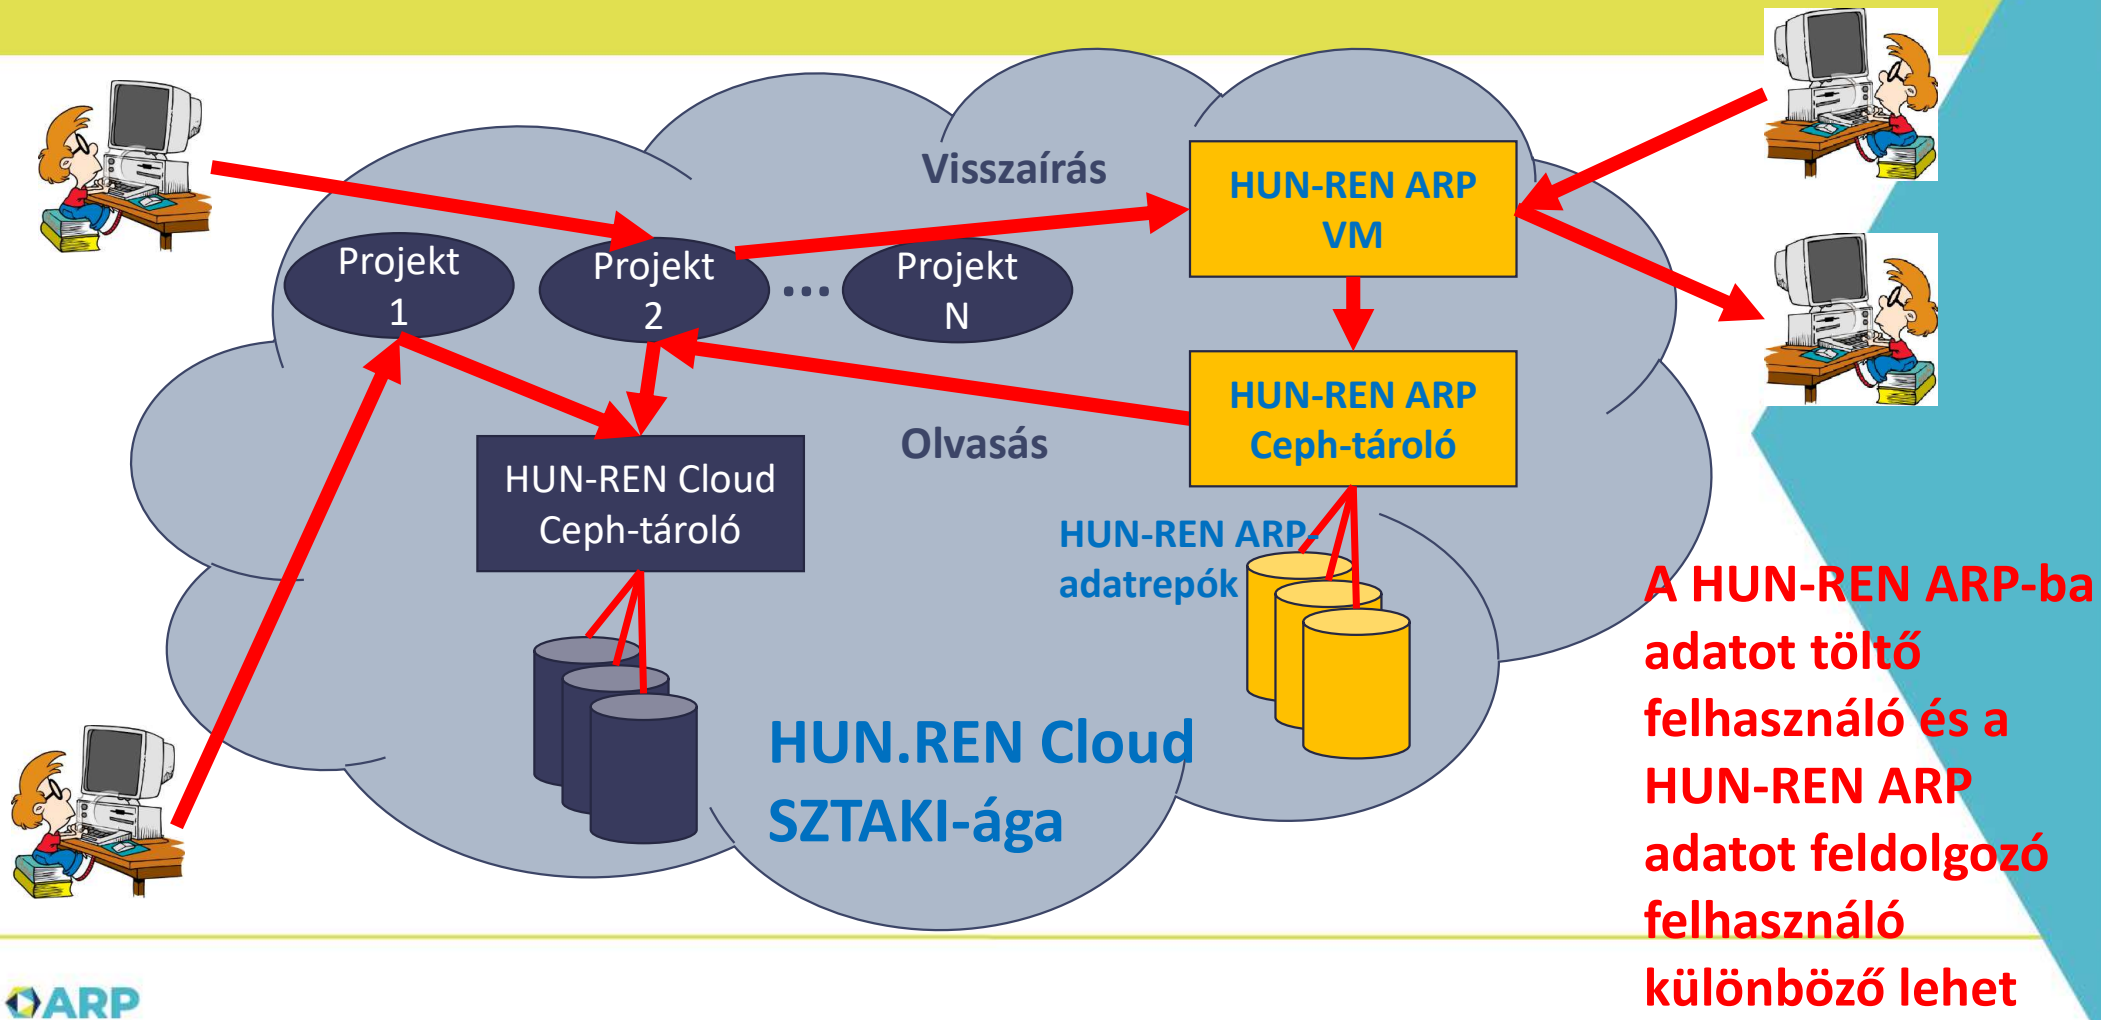 Visszaírás
HUN-REN ARP
VM
Projekt
1
Projekt
2
...
Projekt
N
HUN-REN ARP
Ceph-tároló
Olvasás
HUN-REN Cloud
Ceph-tároló
HUN-REN ARP-
adatrepók
HUN.REN Cloud
SZTAKI-ága
A HUN-REN ARP-ba
adatot töltő
felhasználó és a
HUN-REN ARP
adatot feldolgozó
felhasználó
különböző lehet
ARP